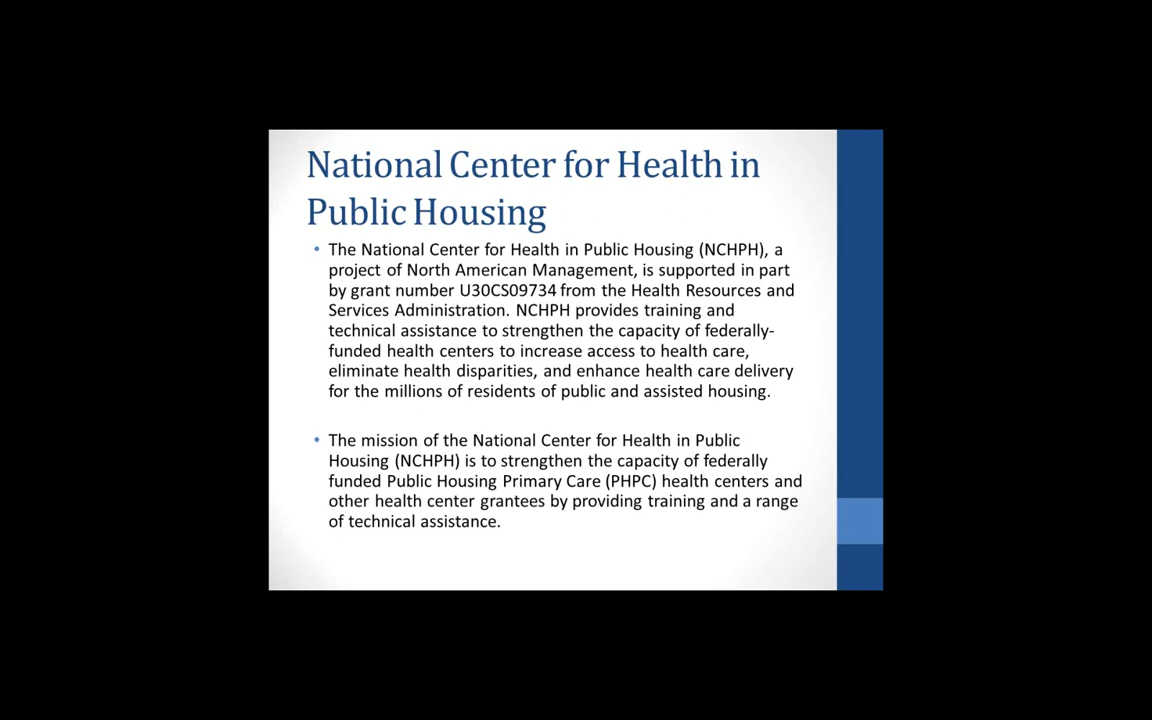 National Center for Health in
Public Housing
• The National Center for Health in Public Housing (NCHPH), a
project of North American Management, is supported in part
by grant number U30CS09734 from the Health Resources and
Services Administration. NCHPH provides training and
technical assistance to strengthen the capacity of federally-
funded health centers to increase access to health care,
eliminate health disparities, and enhance health care delivery
for the millions of residents of public and assisted housing.
• The mission of the National Center for Health in Public
Housing (NCHPH) is to strengthen the capacity of federally
funded Public Housing Primary Care (PHPC) health centers and
other health center grantees by providing training and a range
of technical assistance.